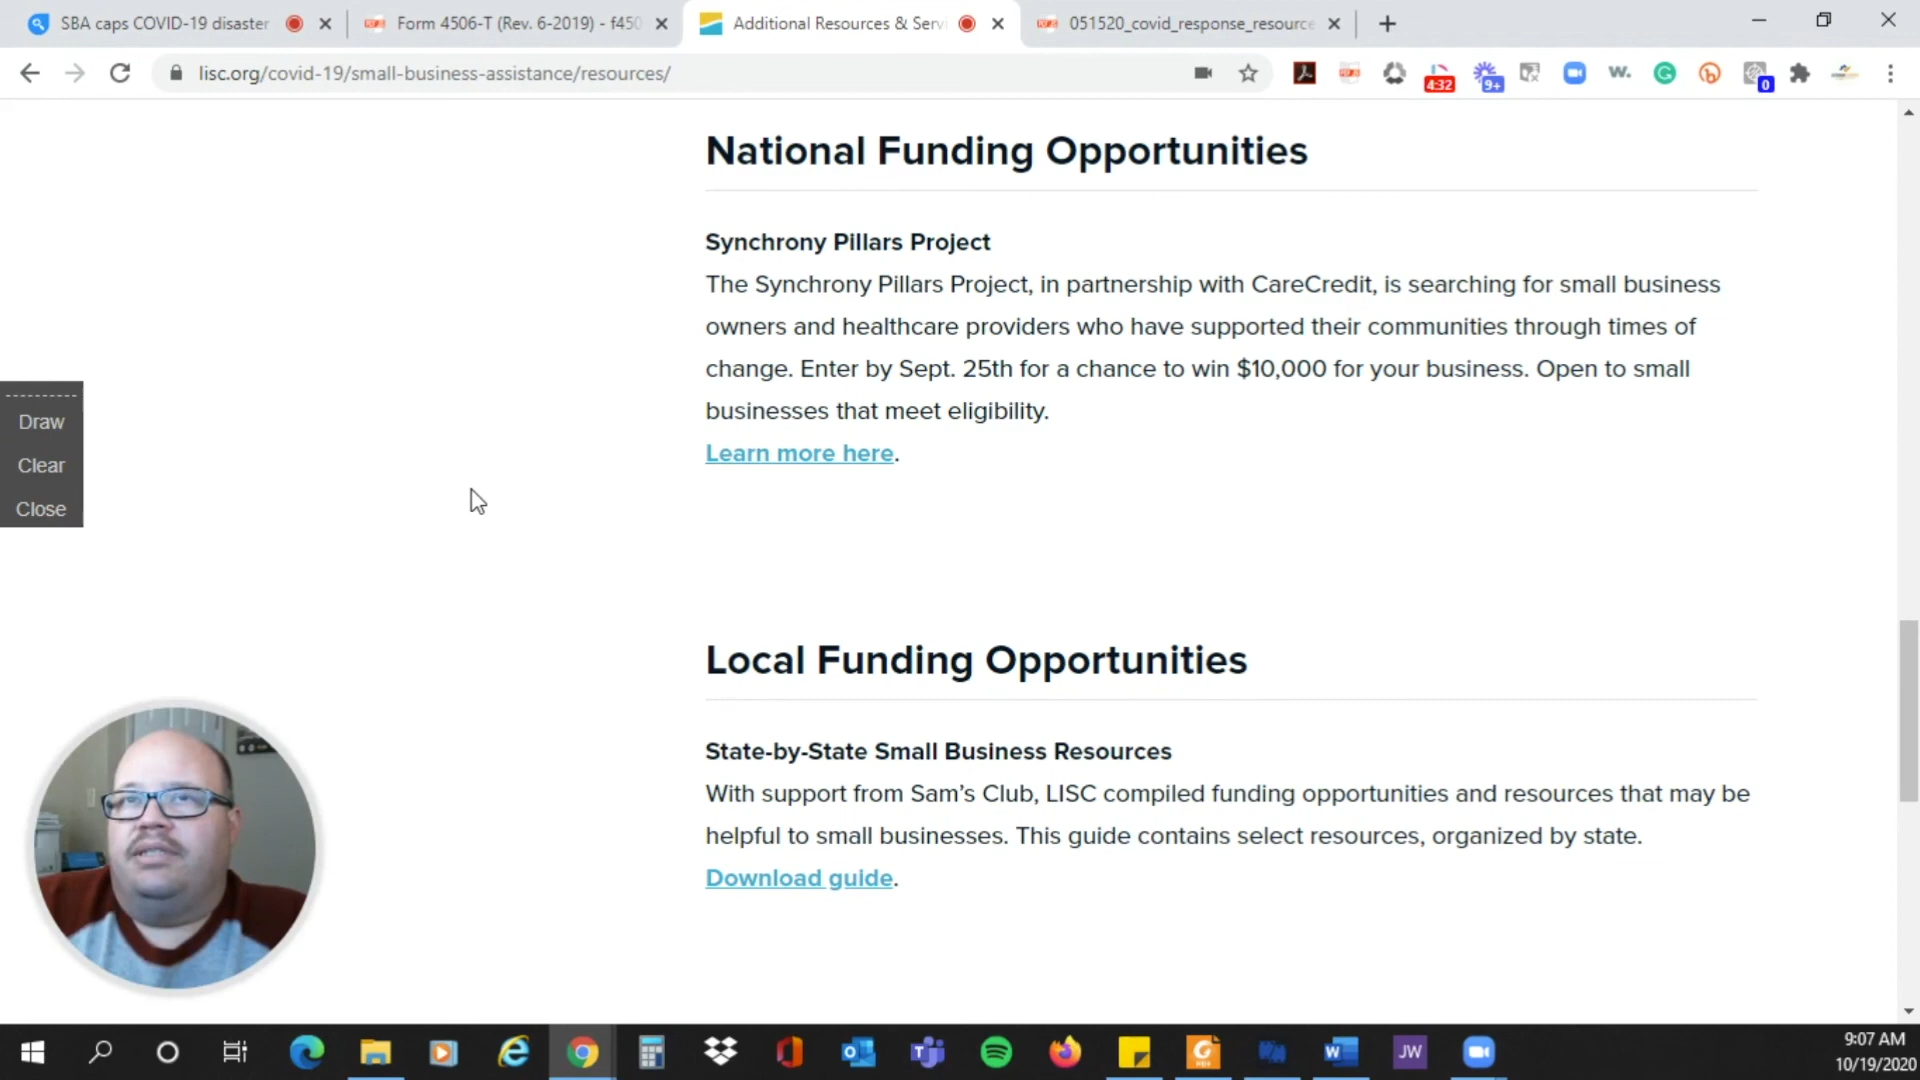 SBA caps COVID-19 disaster
Form 4506-T (Rev. 6-2019) - f450
Additional Resources & Serv
051520_covid_response_resource
lisc.org/covid-19/small-business-assistance/resources/
4:32
9+
w.
0
National Funding Opportunities
Synchrony Pillars Project
The Synchrony Pillars Project, in partnership with CareCredit, is searching for small business
owners and healthcare providers who have supported their communities through times of
change. Enter by Sept. 25th for a chance to win $10,000 for your business. Open to small
businesses that meet eligibility.
Learn more here.
Draw
Clear
Close
Local Funding Opportunities
State-by-State Small Business Resources
With support from Sam's Club, LISC compiled funding opportunities and resources that may be
helpful to small businesses. This guide contains select resources, organized by state.
Download guide.
JW
9:07 AM
10/19/2020